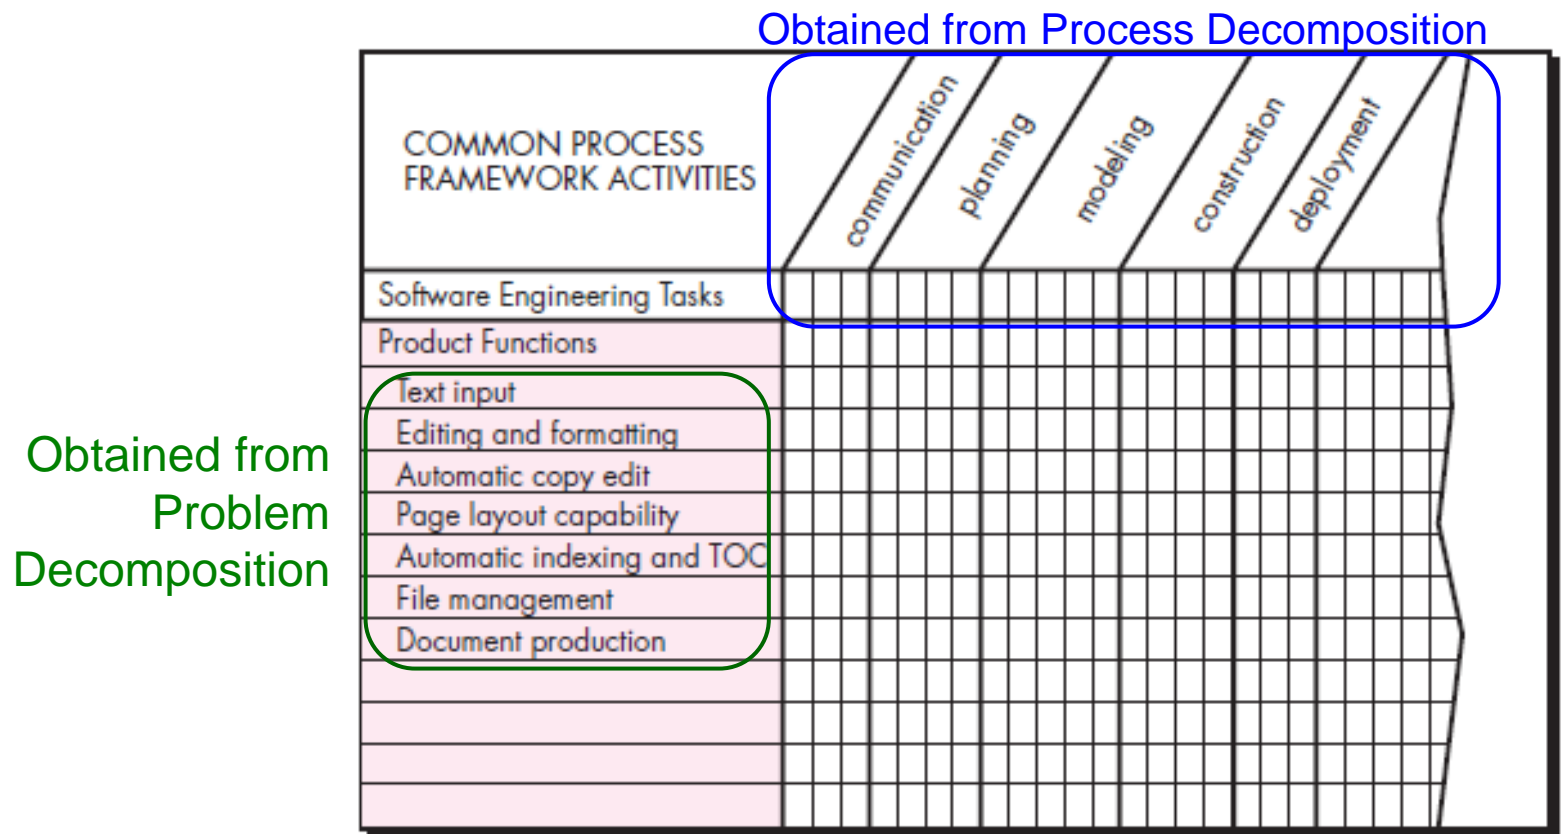 Obtained from Process Decomposition
COMMON PROCESS
FRAMEWORK ACTIVITIES
communication
planning
modeling
construction
deployment
Software Engineering Tasks
Product Functions
Text input
Editing and formatting
Automatic copy edit
Page layout capability
Automatic indexing and TOC
File management
Document production
Obtained from
Problem
Decomposition